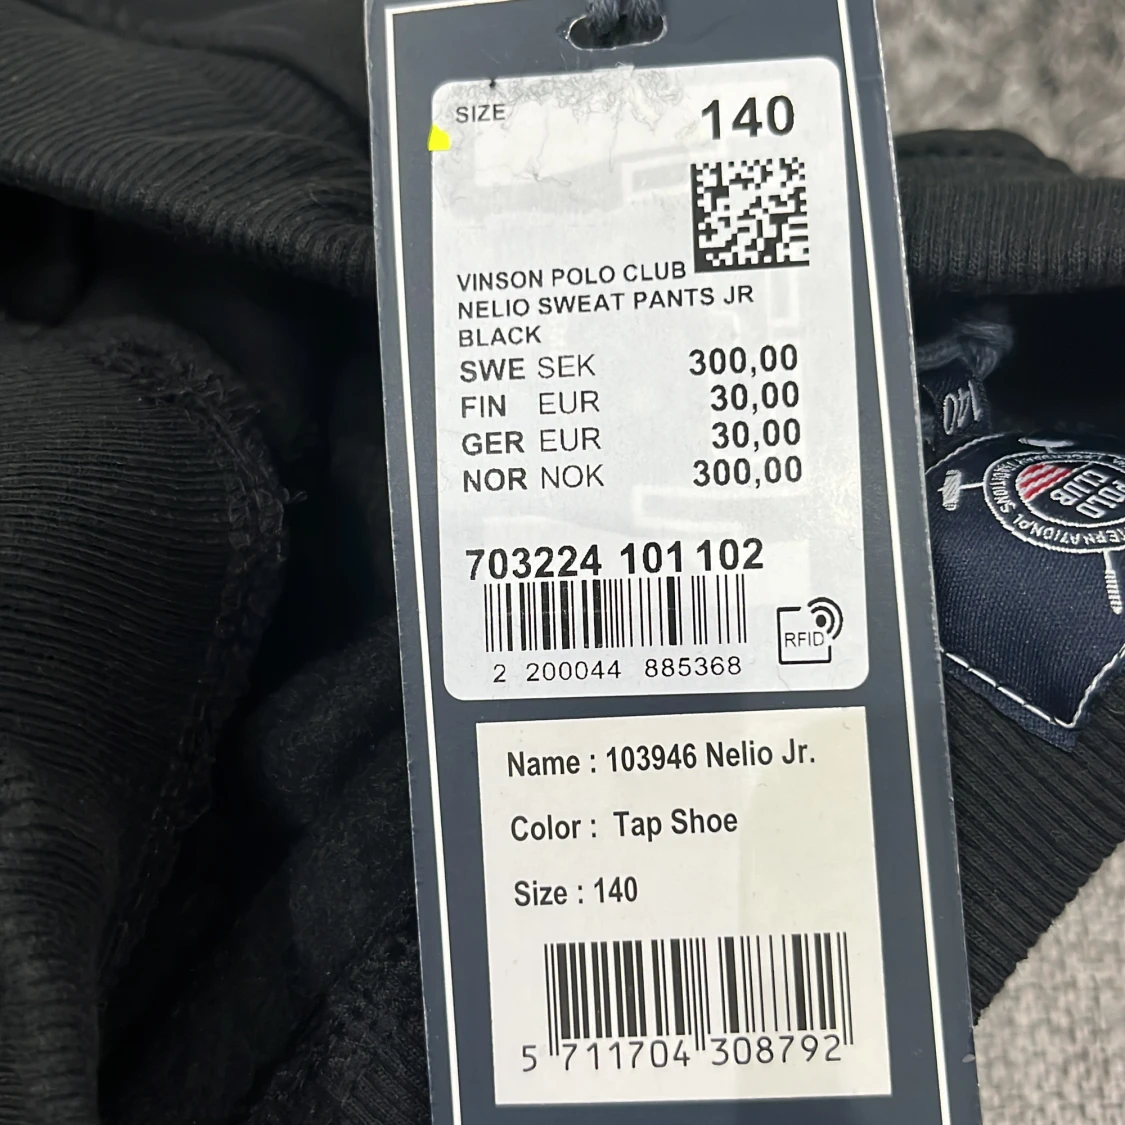 SIZE 140
VINSON POLO CLUB
NELIO SWEAT PANTS JR
BLACK
SWE SEK 300,00
FIN EUR 30,00
GER EUR 30,00
NOR NOK 300,00
703224 101 102
RFID
2 200044 885368
Name : 103946 Nelio Jr.
Color : Tap Shoe
Size : 140
5 711704 308792
140
POLO
CLUB